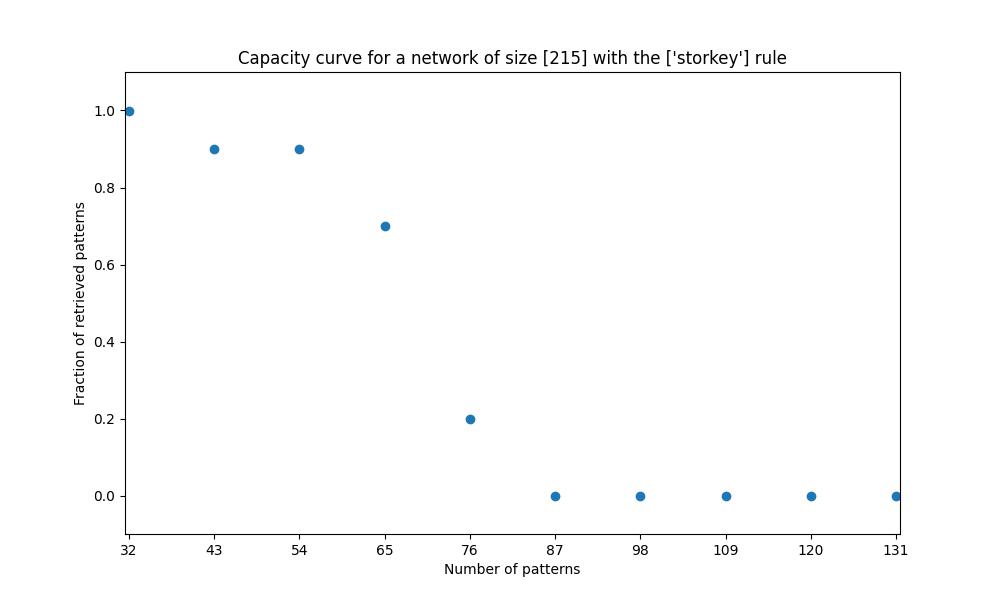 Capacity curve for a network of size [215] with the ['storkey'] rule
Fraction of retrieved patterns
1.0
0.8
0.6
0.4
0.2
0.0
32 43 54 65 76 87 98 109 120 131
Number of patterns